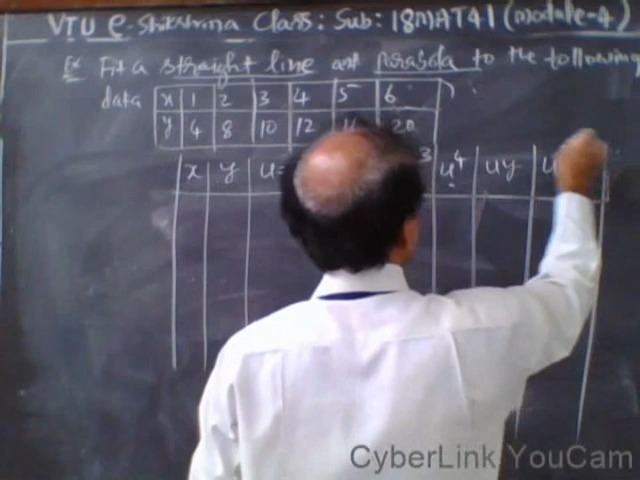 VTU e-Shikshana Class: Sub: 18MAT41 (module-4)
Ex Fit a straight line and parabola to the following
data x 1 2 3 4 5 6
y 4 8 10 12 20
x y u= 3 u⁴ uy u
CyberLink YouCam